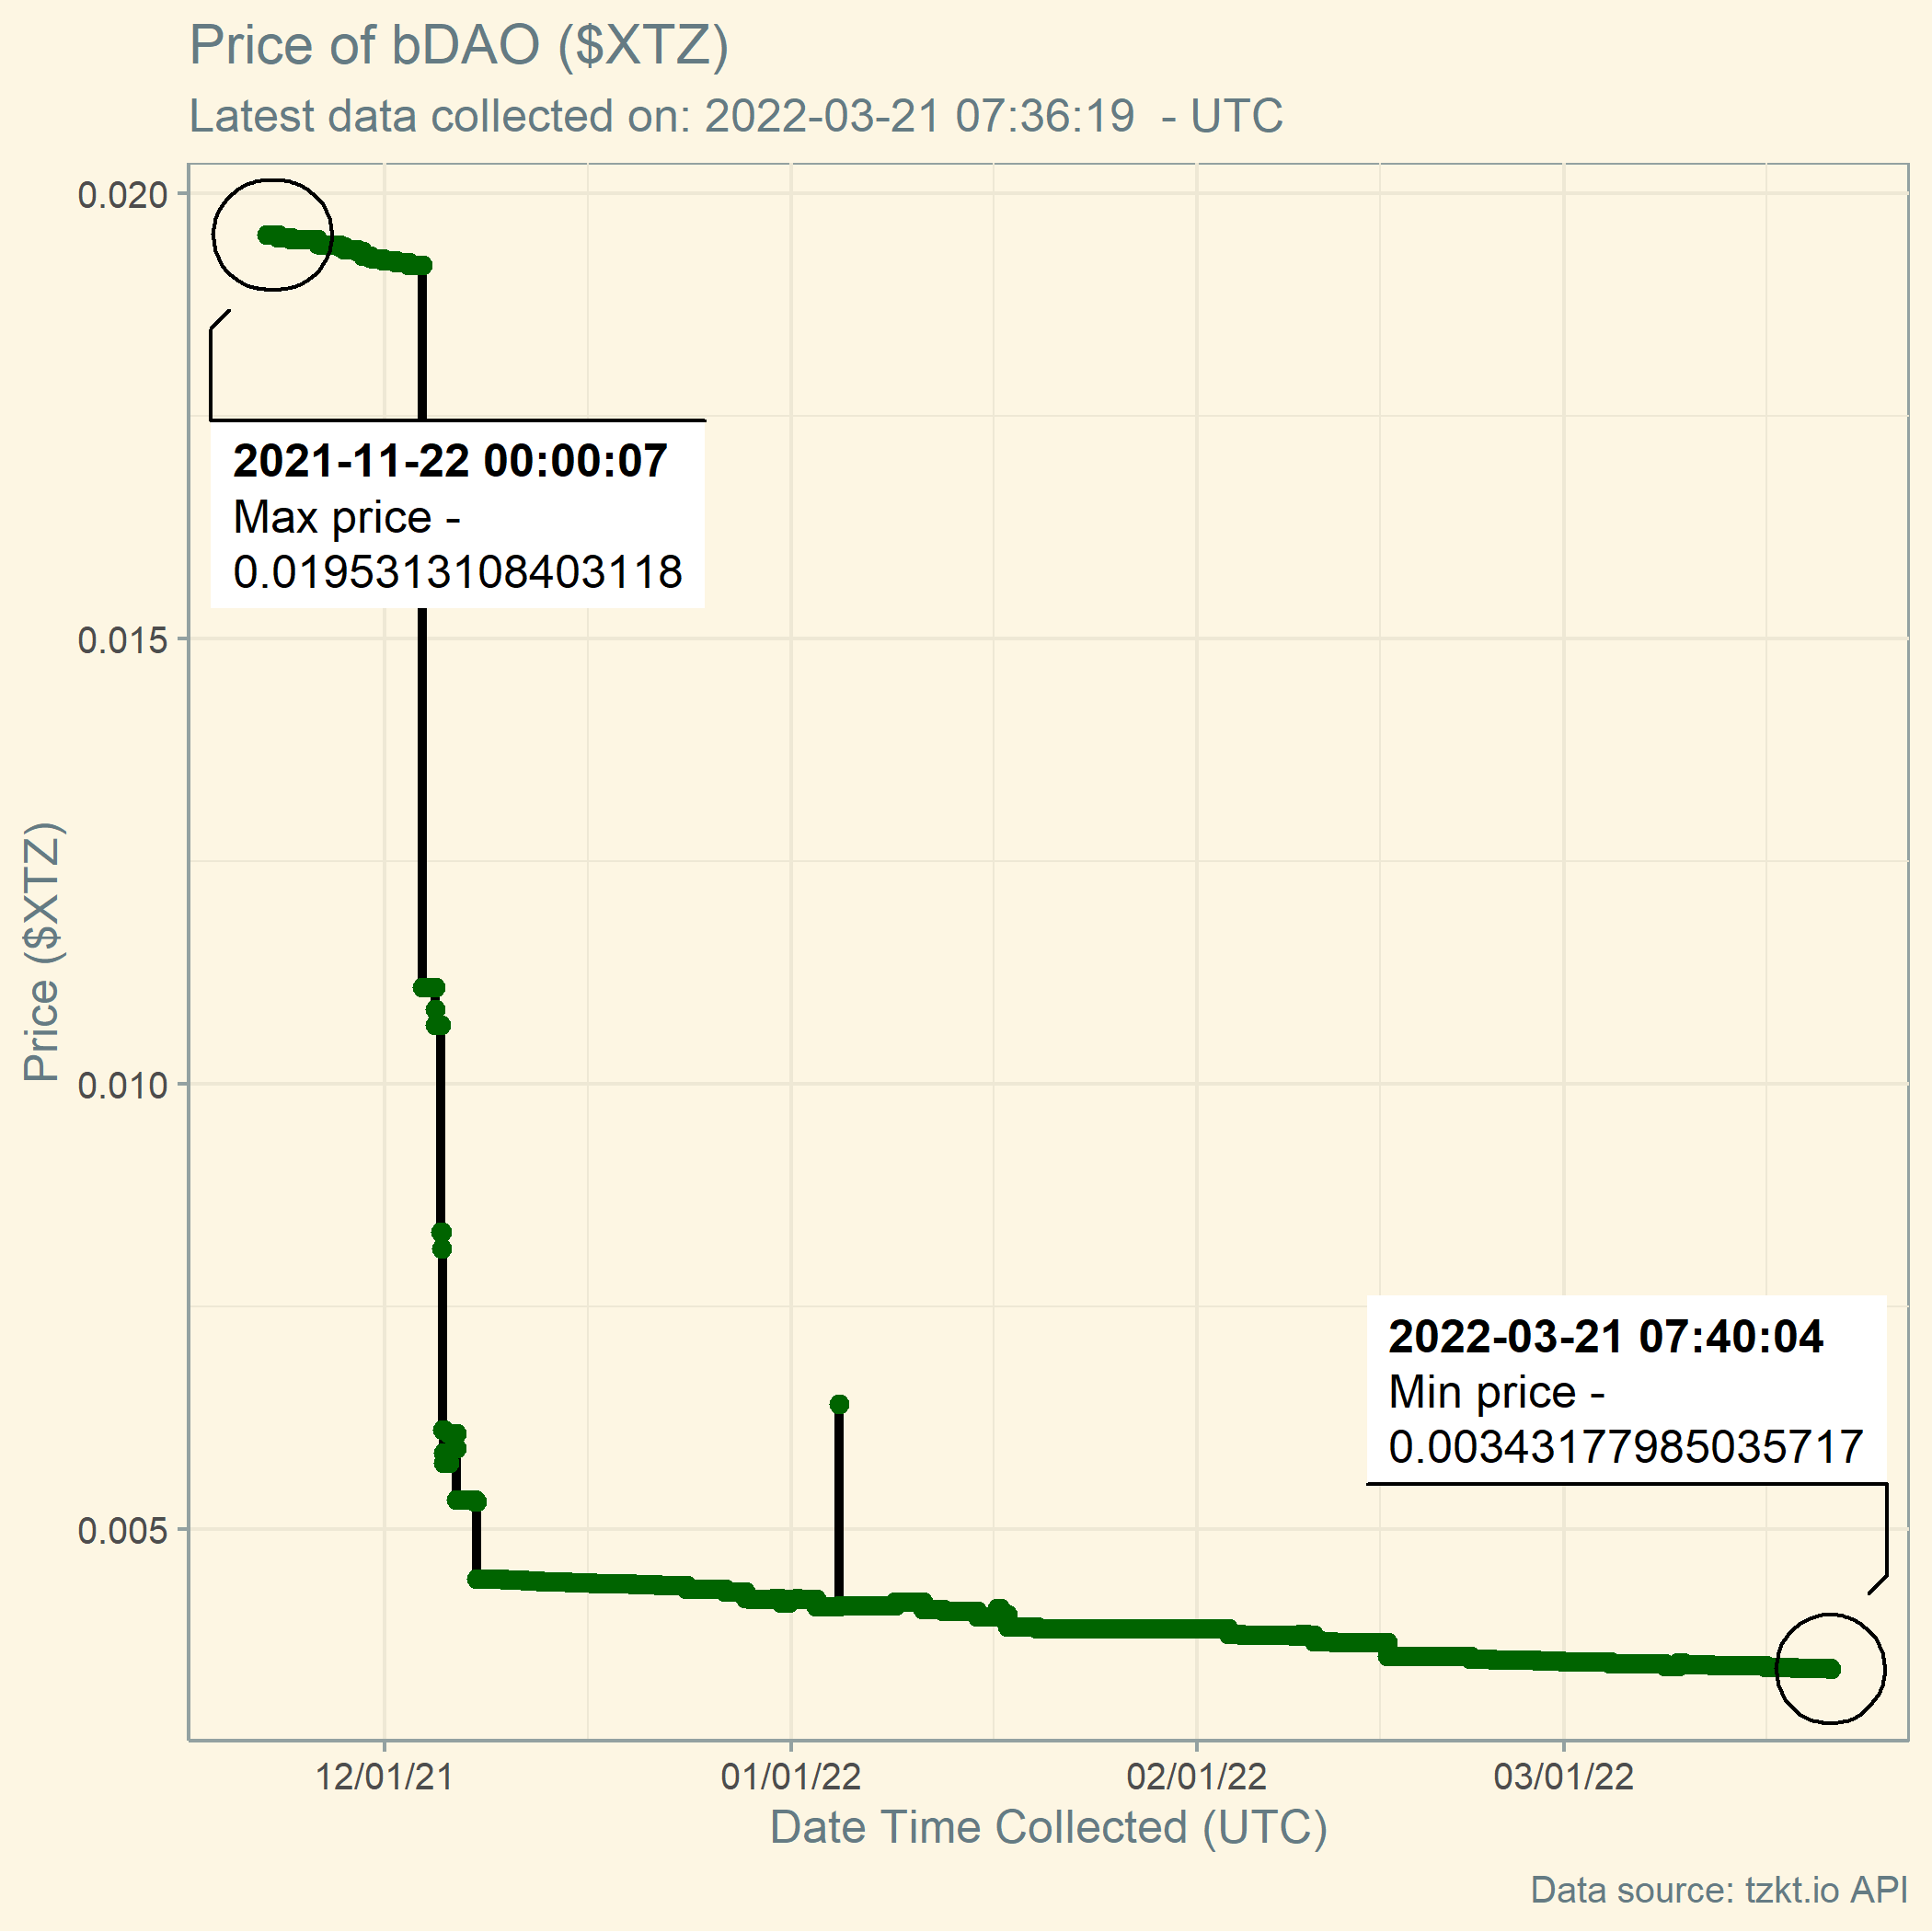 Price of bDAO ($XTZ)
Latest data collected on: 2022-03-21 07:36:19  - UTC
0.020
2021-11-22 00:00:07
Max price -
0.0195313108403118
0.015
Price ($XTZ)
0.010
2022-03-21 07:40:04
Min price -
0.00343177985035717
0.005
12/01/21
01/01/22
02/01/22
03/01/22
Date Time Collected (UTC)
Data source: tzkt.io API